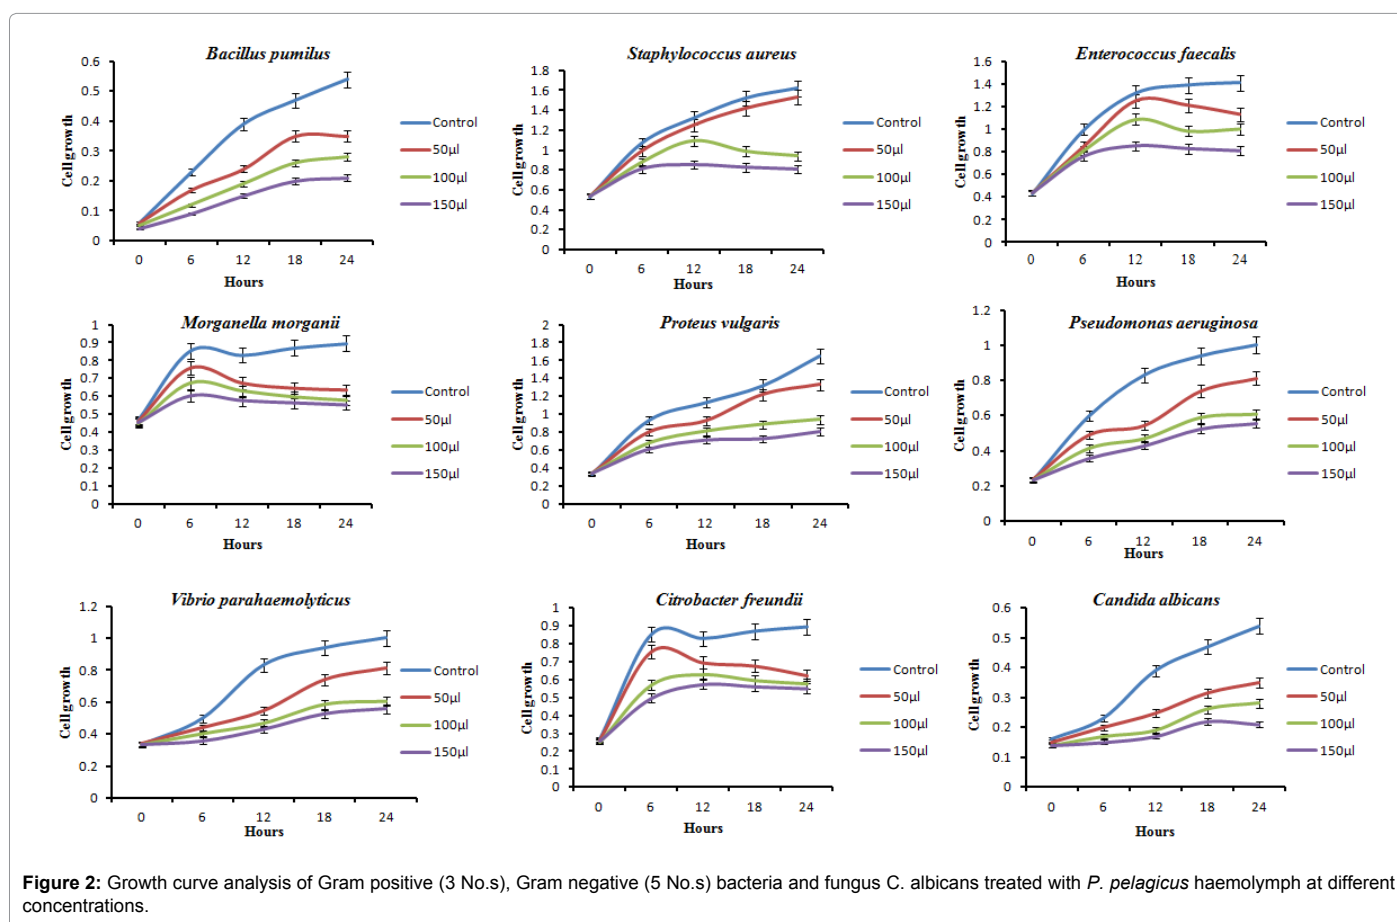 Bacillus pumilus
Cell growth
0.6
0.5
0.4
0.3
0.2
0.1
0
0 6 12 18 24
Hours
Control
50µl
100µl
150µl
Staphylococcus aureus
Cell growth
1.8
1.6
1.4
1.2
1
0.8
0.6
0.4
0.2
0
0 6 12 18 24
Hours
Control
50µl
100µl
150µl
Enterococcus faecalis
Cell growth
1.6
1.4
1.2
1
0.8
0.6
0.4
0.2
0
0 6 12 18 24
Hours
Control
50µl
100µl
150µl
Morganella morganii
Cell growth
1
0.9
0.8
0.7
0.6
0.5
0.4
0.3
0.2
0.1
0
0 6 12 18 24
Hours
Control
50µl
100µl
150µl
Proteus vulgaris
Cell growth
2
1.8
1.6
1.4
1.2
1
0.8
0.6
0.4
0.2
0
0 6 12 18 24
Hours
Control
50µl
100µl
150µl
Pseudomonas aeruginosa
Cell growth
1.2
1
0.8
0.6
0.4
0.2
0
0 6 12 18 24
Hours
Control
50µl
100µl
150µl
Vibrio parahaemolyticus
Cell growth
1.2
1
0.8
0.6
0.4
0.2
0
0 6 12 18 24
Hours
Control
50µl
100µl
150µl
Citrobacter freundii
Cell growth
1
0.9
0.8
0.7
0.6
0.5
0.4
0.3
0.2
0.1
0
0 6 12 18 24
Hours
Control
50µl
100µl
150µl
Candida albicans
Cell growth
0.6
0.5
0.4
0.3
0.2
0.1
0
0 6 12 18 24
Hours
Control
50µl
100µl
150µl
Figure 2: Growth curve analysis of Gram positive (3 No.s), Gram negative (5 No.s) bacteria and fungus C. albicans treated with P. pelagicus haemolymph at different
concentrations.